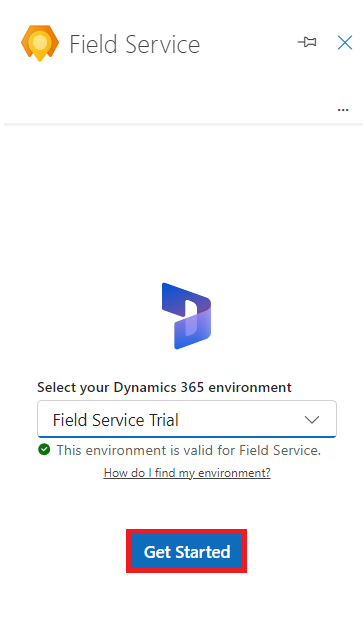 Field Service
...
Select your Dynamics 365 environment
Field Service Trial
This environment is valid for Field Service.
How do I find my environment?
Get Started